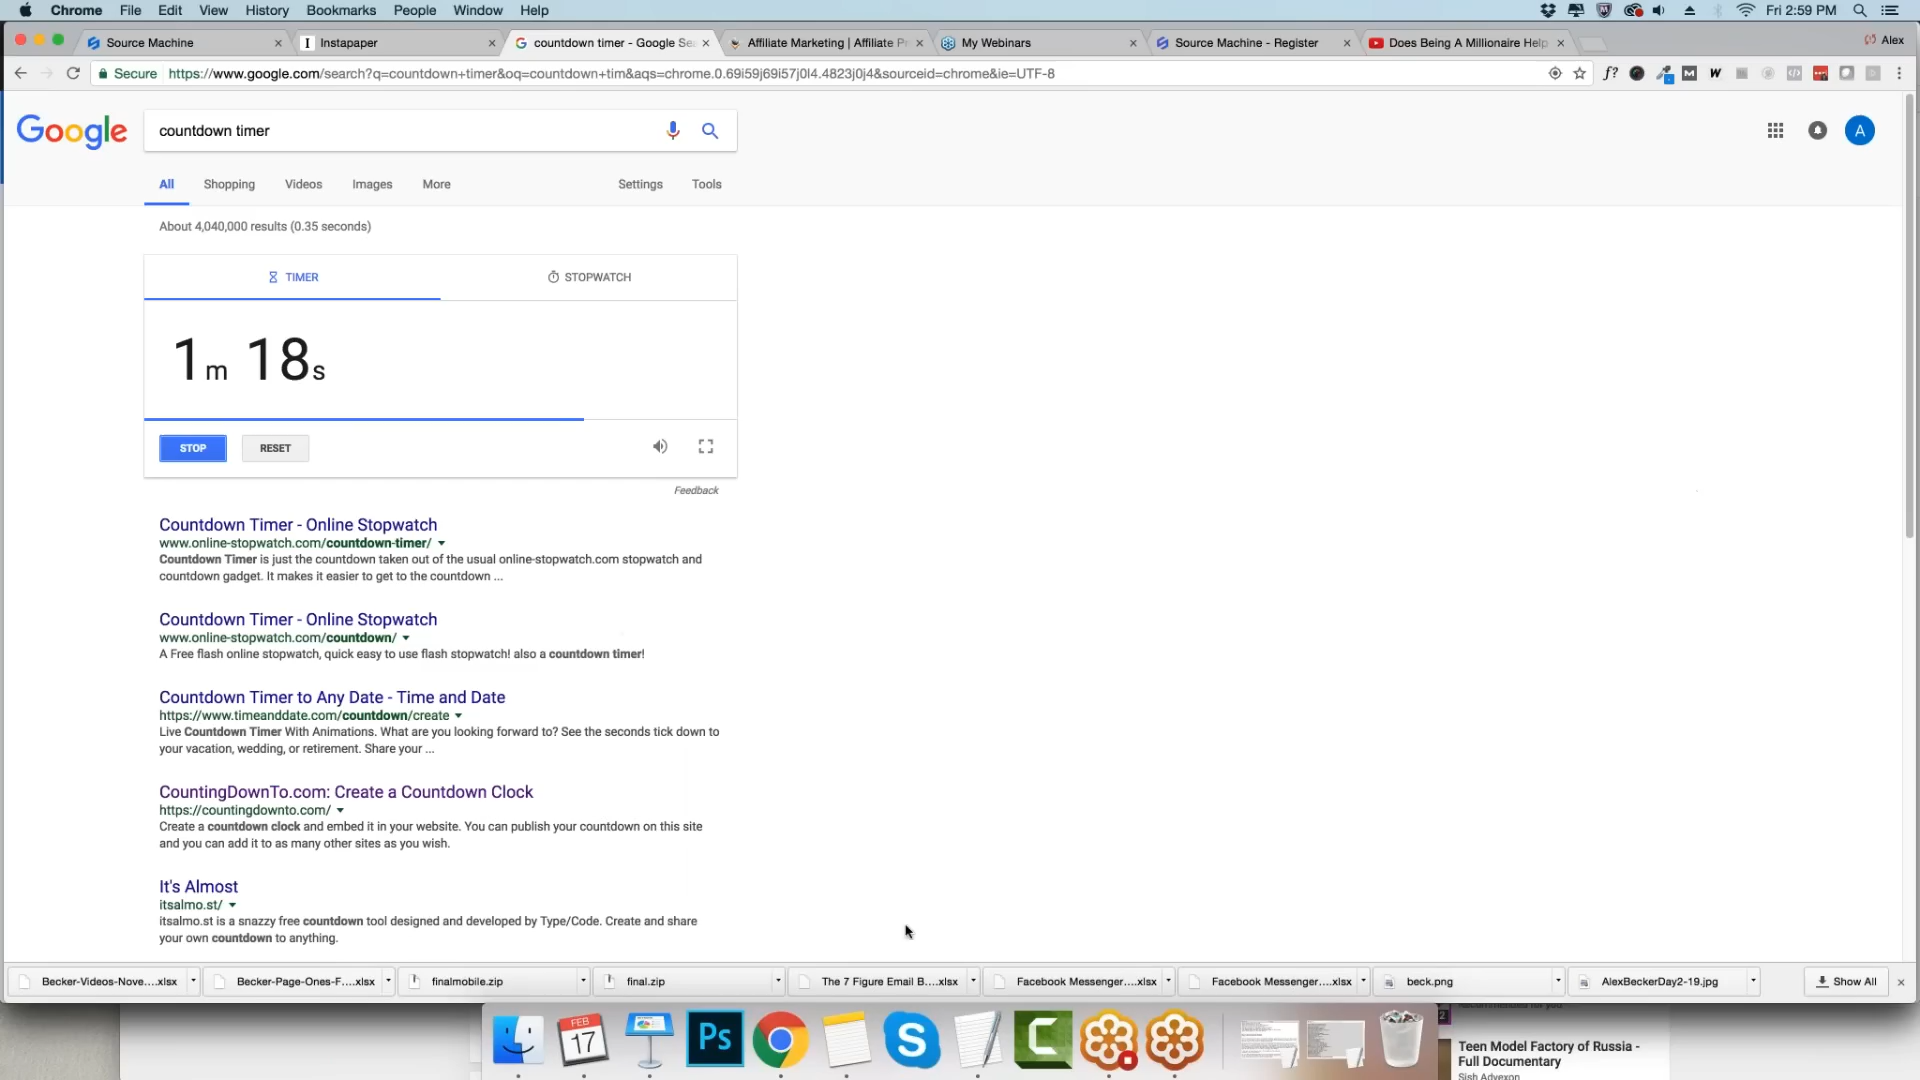 Chrome File Edit View History Bookmarks People Window Help Fri 2:59 PM
Source Machine Instapaper countdown timer - Google Se Affiliate Marketing | Affiliate P My Webinars Source Machine - Register Does Being A Millionaire Help Alex
Secure https://www.google.com/search?q=countdown+timer&oq=countdown+tim&aqs=chrome.0.69i59j69i57j0l4.4823j0j4&sourceid=chrome&ie=UTF-8
Google countdown timer A
All Shopping Videos Images More Settings Tools
About 4,040,000 results (0.35 seconds)
TIMER STOPWATCH
1m 18s
STOP RESET
Feedback
Countdown Timer - Online Stopwatch
www.online-stopwatch.com/countdown-timer/
Countdown Timer is just the countdown taken out of the usual online-stopwatch.com stopwatch and
countdown gadget. It makes it easier to get to the countdown ...
Countdown Timer - Online Stopwatch
www.online-stopwatch.com/countdown/
A Free flash online stopwatch, quick easy to use flash stopwatch! also a countdown timer!
Countdown Timer to Any Date - Time and Date
https://www.timeanddate.com/countdown/create
Live Countdown Timer With Animations. What are you looking forward to? See the seconds tick down to
your vacation, wedding, or retirement. Share your ...
CountingDownTo.com: Create a Countdown Clock
https://countingdownto.com/
Create a countdown clock and embed it in your website. You can publish your countdown on this site
and you can add it to as many other sites as you wish.
It's Almost
itsalmo.st/
itsalmo.st is a snazzy free countdown tool designed and developed by Type/Code. Create and share
your own countdown to anything.
Becker-Videos-Nove....xlsx Becker-Page-Ones-F....xlsx finalmobile.zip final.zip The 7 Figure Email B....xlsx Facebook Messenger....xlsx Facebook Messenger....xlsx beck.png AlexBeckerDay2-19.jpg Show All
FEB
17
Ps
Teen Model Factory of Russia -
Full Documentary
Sish Advexon